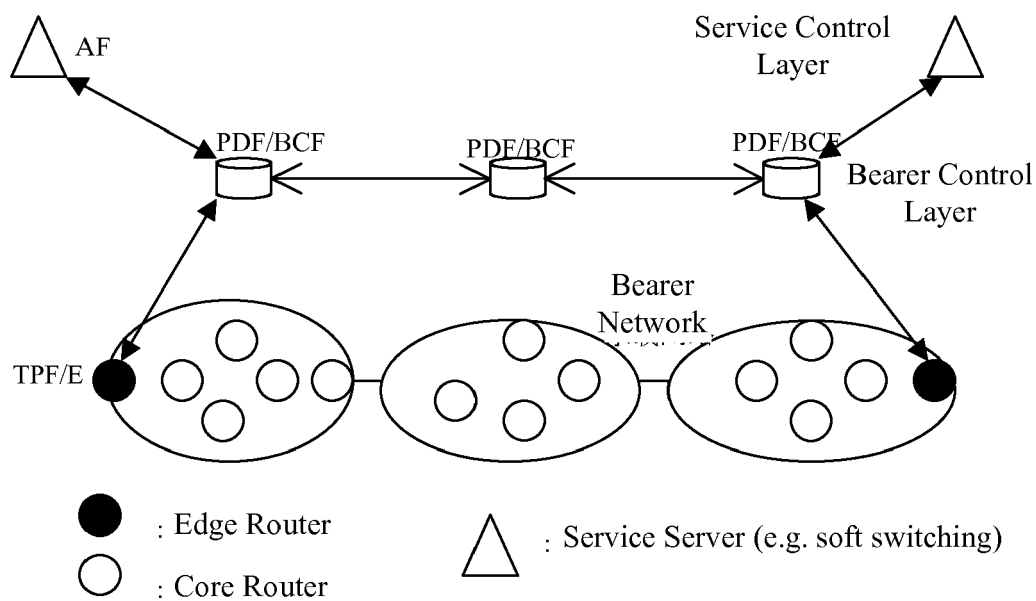 AF
Service Control
Layer
PDF/BCF
PDF/BCF
PDF/BCF
Bearer Control
Layer
Bearer
Network
TPF/E
: Edge Router
: Service Server (e.g. soft switching)
: Core Router